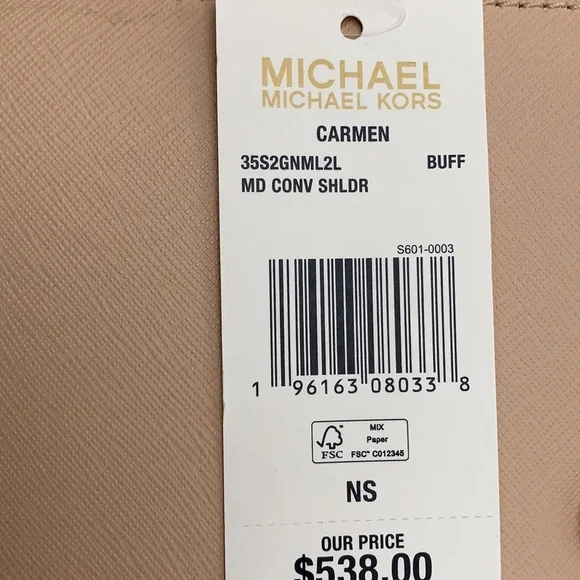 MICHAEL
MICHAEL KORS
CARMEN
35S2GNML2L BUFF
MD CONV SHLDR
S601-0003
1 96163 08033 8
FSC
MIX
Paper
FSC™ C012345
NS
OUR PRICE
$538.00